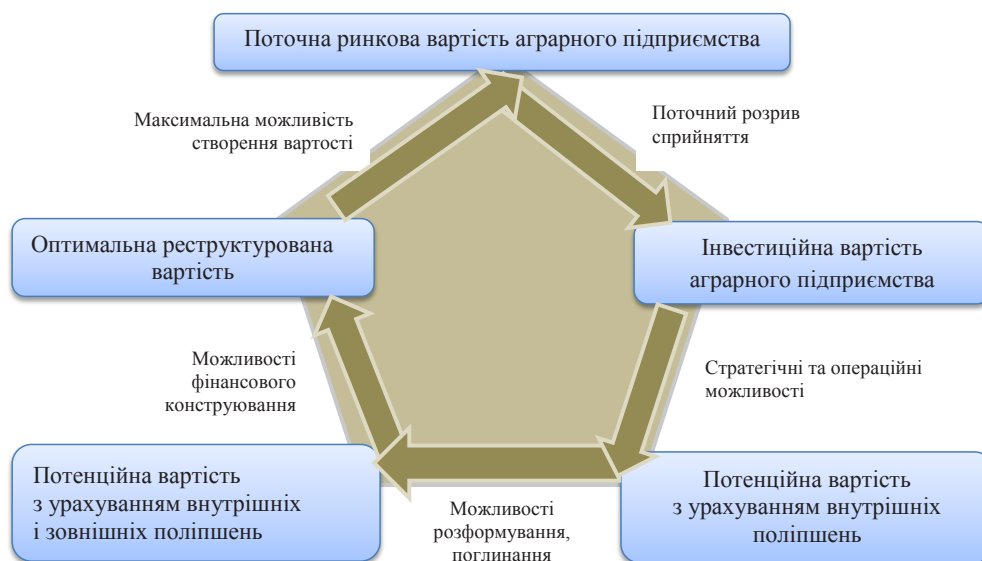 Поточна ринкова вартість аграрного підприємства
Максимальна можливість
створення вартості
Поточний розрив
сприйняття
Оптимальна реструктурована
вартість
Інвестиційна вартість
аграрного підприємства
Можливості
фінансового
конструювання
Стратегічні та операційні
можливості
Потенційна вартість
з урахуванням внутрішніх
і зовнішніх поліпшень
Можливості
розформування,
поглинання
Потенційна вартість
з урахуванням внутрішніх
поліпшень